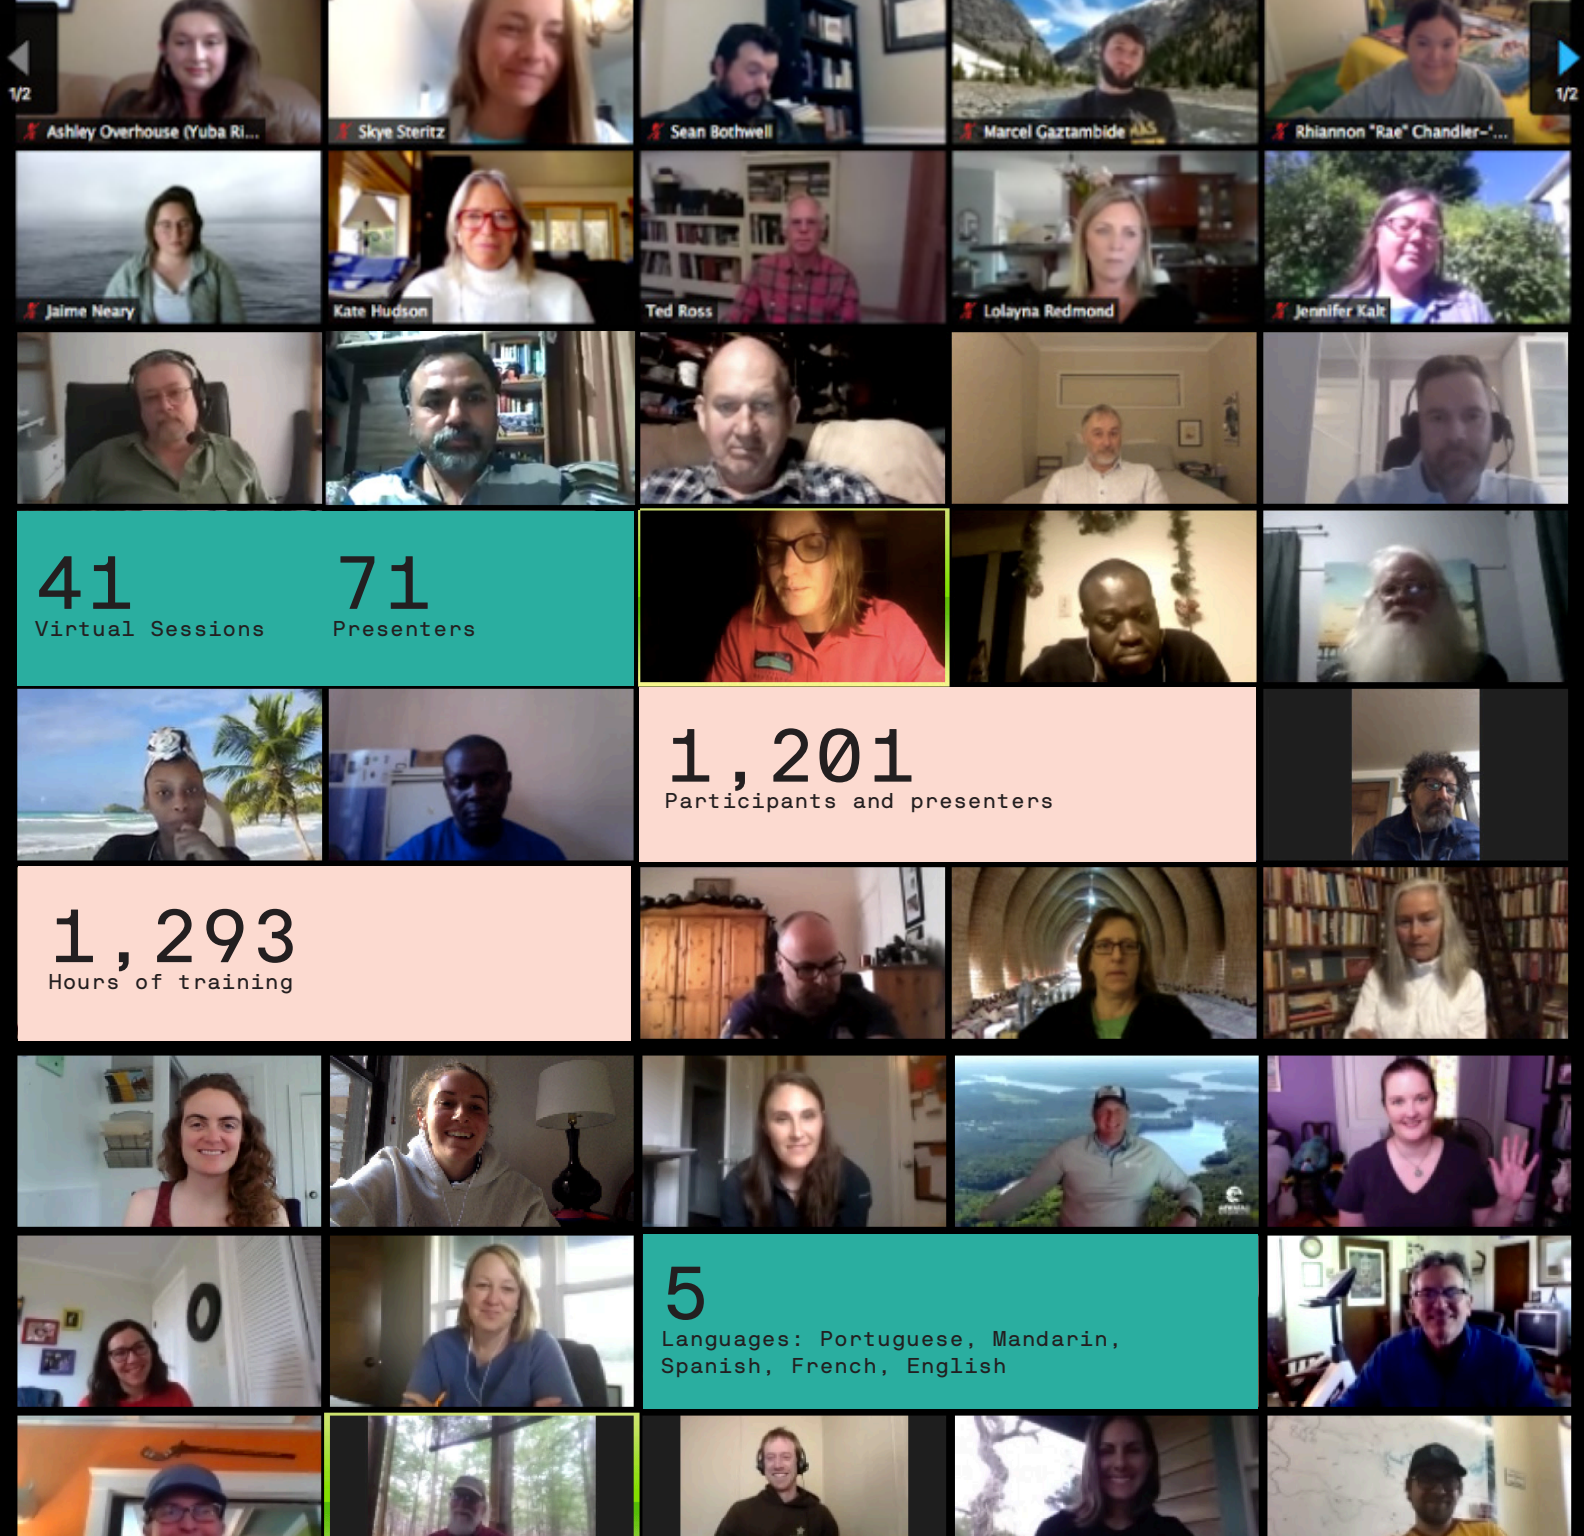 1/2
1/2
Ashley Overhouse (Yuba Ri...
Skye Steritz
Sean Bothwell
Marcel Gaztambide
Rhiannon "Rae" Chandler-'...
Jaime Neary
Kate Hudson
Ted Ross
Lolayna Redmond
Jennifer Kalt
41
Virtual Sessions
71
Presenters
1,201
Participants and presenters
1,293
Hours of training
5
Languages: Portuguese, Mandarin,
Spanish, French, English